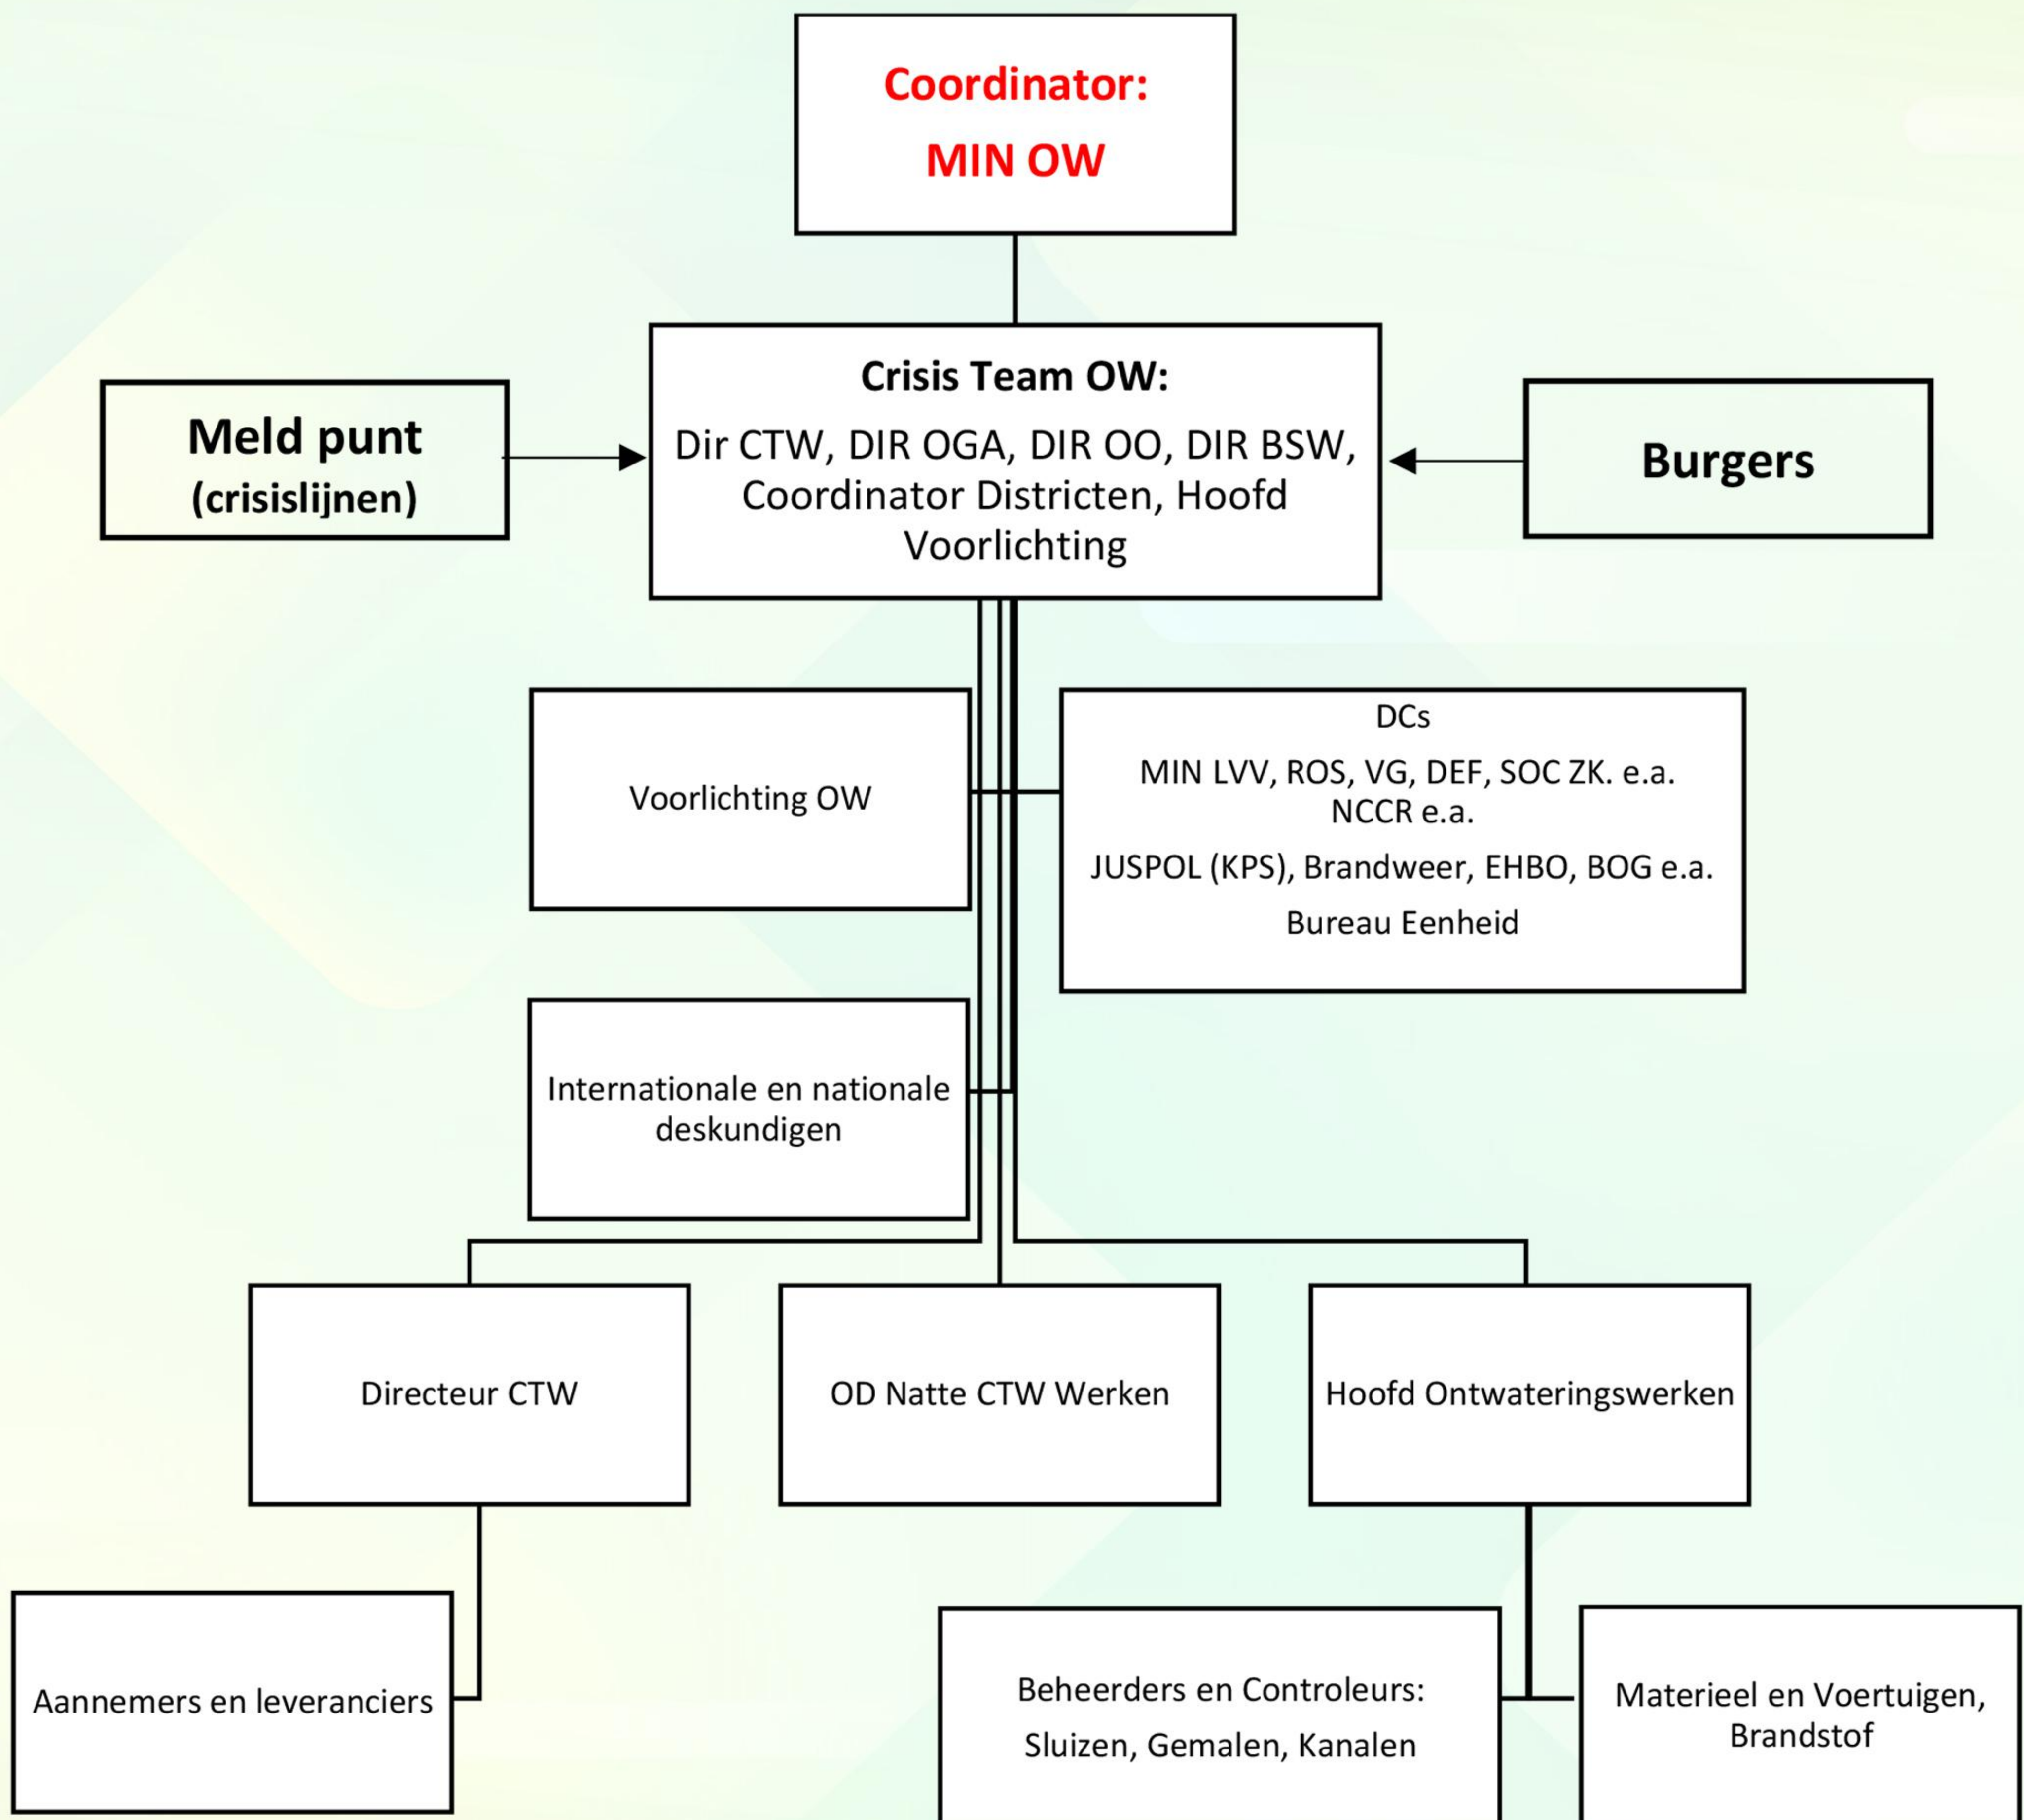 Coordinator:
MIN OW
Crisis Team OW:
Dir CTW, DIR OGA, DIR OO, DIR BSW,
Coordinator Districten, Hoofd
Voorlichting
Meld punt
(crisislijnen)
Burgers
Voorlichting OW
DCs
MIN LVV, ROS, VG, DEF, SOC ZK. e.a.
NCCR e.a.
JUSPOL (KPS), Brandweer, EHBO, BOG e.a.
Bureau Eenheid
Internationale en nationale
deskundigen
Directeur CTW
OD Natte CTW Werken
Hoofd Ontwateringswerken
Aannemers en leveranciers
Beheerders en Controleurs:
Sluizen, Gemalen, Kanalen
Materieel en Voertuigen,
Brandstof